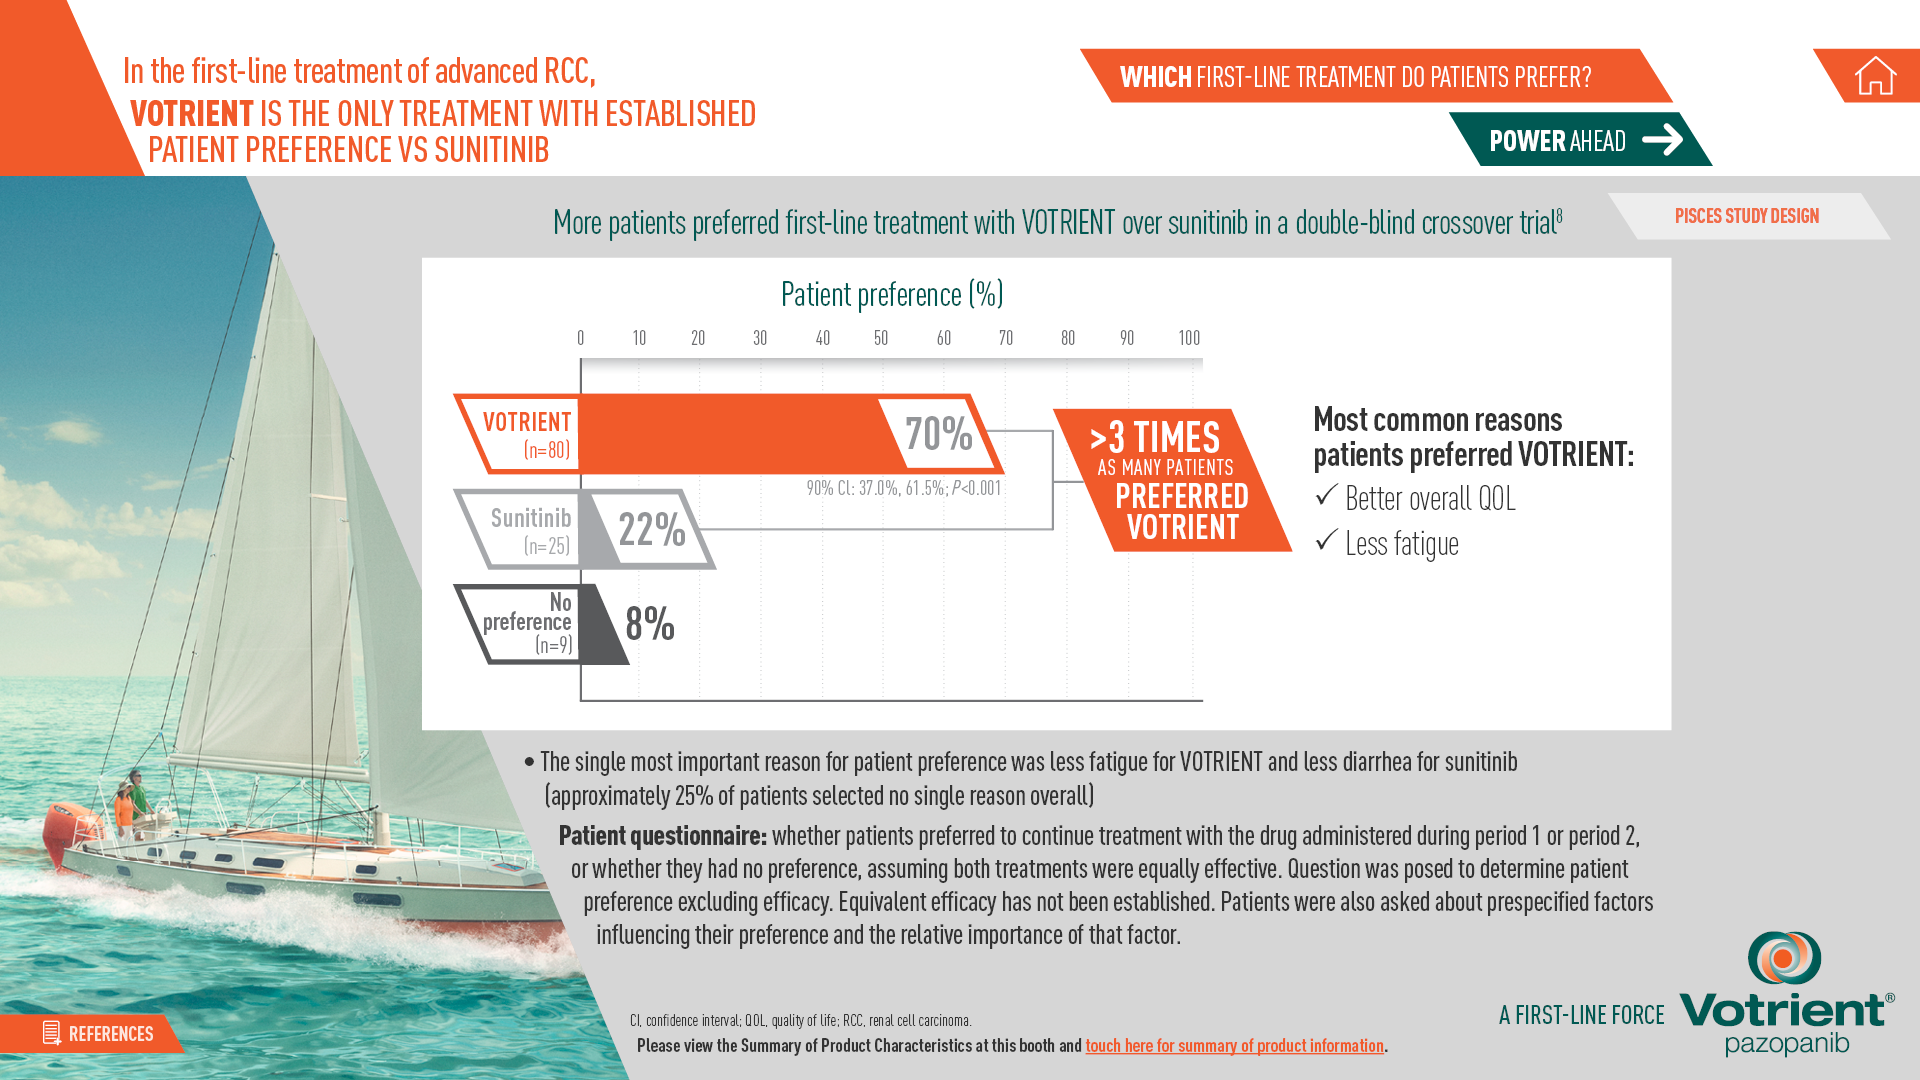 In the first-line treatment of advanced RCC,
VOTRIENT IS THE ONLY TREATMENT WITH ESTABLISHED
PATIENT PREFERENCE VS SUNITINIB
WHICH FIRST-LINE TREATMENT DO PATIENTS PREFER?
POWER AHEAD
More patients preferred first-line treatment with VOTRIENT over sunitinib in a double-blind crossover trial8
PISCES STUDY DESIGN
Patient preference (%)
0 10 20 30 40 50 60 70 80 90 100
VOTRIENT
(n=80)
70%
90% Cl: 37.0%, 61.5%; P<0.001
Sunitinib
(n=25)
22%
No
preference
(n=9)
8%
>3 TIMES
AS MANY PATIENTS
PREFERRED
VOTRIENT
Most common reasons
patients preferred VOTRIENT:
✓ Better overall QOL
✓ Less fatigue
• The single most important reason for patient preference was less fatigue for VOTRIENT and less diarrhea for sunitinib
(approximately 25% of patients selected no single reason overall)
Patient questionnaire: whether patients preferred to continue treatment with the drug administered during period 1 or period 2,
or whether they had no preference, assuming both treatments were equally effective. Question was posed to determine patient
preference excluding efficacy. Equivalent efficacy has not been established. Patients were also asked about prespecified factors
influencing their preference and the relative importance of that factor.
REFERENCES
CI, confidence interval; QOL, quality of life; RCC, renal cell carcinoma.
Please view the Summary of Product Characteristics at this booth and touch here for summary of product information.
A FIRST-LINE FORCE
Votrient®
pazopanib